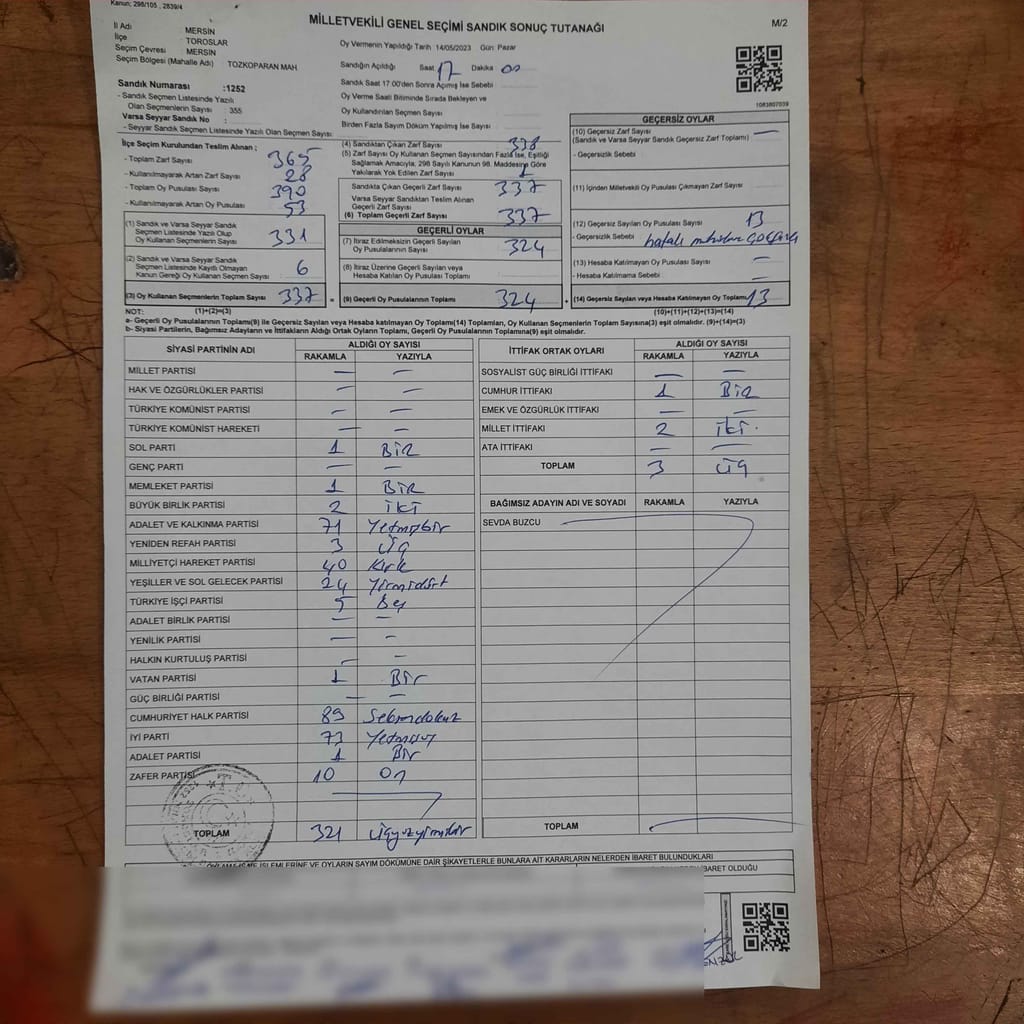 Kanun; 298/105 , 2839/4
MİLLETVEKİLİ GENEL SEÇİMİ SANDIK SONUÇ TUTANAĞI
M/2
İl Adı MERSİN
İlçe TOROSLAR
Seçim Çevresi MERSİN
Seçim Bölgesi (Mahalle Adı) TOZKOPARAN MAH
Oy Vermenin Yapıldığı Tarih 14/05/2023 Gün Pazar
Sandığın Açıldığı Saat 17 Dakika 00
Sandık Saat 17.00'den Sonra Açılmış İse Sebebi
Oy Verme Saati Bitiminde Sırada Bekleyen ve
Oy Kullandırılan Seçmen Sayısı
Birden Fazla Sayım Döküm Yapılmış İse Sayısı
Sandık Numarası :1252
- Sandık Seçmen Listesinde Yazılı
Olan Seçmenlerin Sayısı 355
Varsa Seyyar Sandık No :
- Seyyar Sandık Seçmen Listesinde Yazılı Olan Seçmen Sayısı:
1083807039
İlçe Seçim Kurulundan Teslim Alınan ;
- Toplam Zarf Sayısı 365
- Kullanılmayarak Artan Zarf Sayısı 28
- Toplam Oy Pusulası Sayısı 390
- Kullanılmayarak Artan Oy Pusulası 53
(1) Sandık ve Varsa Seyyar Sandık
Seçmen Listesinde Yazılı Olup
Oy Kullanan Seçmenlerin Sayısı 331
(2) Sandık ve Varsa Seyyar Sandık
Seçmen Listesinde Kayıtlı Olmayan
Kanun Gereği Oy Kullanan Seçmen Sayısı 6
(3) Oy Kullanan Seçmenlerin Toplam Sayısı 337
(1)+(2)=(3)
(4) Sandıktan Çıkan Zarf Sayısı 338
(5) Zarf Sayısı Oy Kullanan Seçmen Sayısından Fazla İse, Eşitliği
Sağlamak Amacıyla; 298 Sayılı Kanunun 98. Maddesine Göre
Yakılarak Yok Edilen Zarf Sayısı 1
Sandıkta Çıkan Geçerli Zarf Sayısı 337
Varsa Seyyar Sandıktan Teslim Alınan
Geçerli Zarf Sayısı
(6) Toplam Geçerli Zarf Sayısı 337
GEÇERLİ OYLAR
(7) İtiraz Edilmeksizin Geçerli Sayılan
Oy Pusulalarının Sayısı 324
(8) İtiraz Üzerine Geçerli Sayılan veya
Hesaba Katılan Oy Pusulası Toplamı
= (9) Geçerli Oy Pusulalarının Toplamı 324 +
GEÇERSİZ OYLAR
(10) Geçersiz Zarf Sayısı —
(Sandık ve Varsa Seyyar Sandık Geçersiz Zarf Toplamı)
- Geçersizlik Sebebi
(11) İçinden Milletvekili Oy Pusulası Çıkmayan Zarf Sayısı
(12) Geçersiz Sayılan Oy Pusulası Sayısı 13
- Geçersizlik Sebebi hatalı
(13) Hesaba Katılmayan Oy Pusulası Sayısı —
- Hesaba Katılmama Sebebi —
(14) Geçersiz Sayılan veya Hesaba Katılmayan Oy Toplamı 13
(10)+(11)+(12)+(13)=(14)
NOT:
a- Geçerli Oy Pusulalarının Toplamı(9) ile Geçersiz Sayılan veya Hesaba katılmayan Oy Toplamı(14) Toplamları, Oy Kullanan Seçmenlerin Toplam Sayısına(3) eşit olmalıdır. (9)+(14)=(3)
b- Siyasi Partilerin, Bağımsız Adayların ve İttifakların Aldığı Ortak Oyların Toplamı, Geçerli Oy Pusulalarının Toplamına(9) eşit olmalıdır.
SİYASİ PARTİNİN ADI ALDIĞI OY SAYISI
RAKAMLA YAZIYLA
MİLLET PARTİSİ — —
HAK VE ÖZGÜRLÜKLER PARTİSİ — —
TÜRKİYE KOMÜNİST PARTİSİ — —
TÜRKİYE KOMÜNİST HAREKETİ — —
SOL PARTİ 1 BİR
GENÇ PARTİ — —
MEMLEKET PARTİSİ 1 BİR
BÜYÜK BİRLİK PARTİSİ 2 iki
ADALET VE KALKINMA PARTİSİ 71 Yetmişbir
YENİDEN REFAH PARTİSİ 3 üç
MİLLİYETÇİ HAREKET PARTİSİ 40 Kırk
YEŞİLLER VE SOL GELECEK PARTİSİ 24 Yirmidört
TÜRKİYE İŞÇİ PARTİSİ 5 Beş
ADALET BİRLİK PARTİSİ — —
YENİLİK PARTİSİ — —
HALKIN KURTULUŞ PARTİSİ — —
VATAN PARTİSİ 1 Bir
GÜÇ BİRLİĞİ PARTİSİ — —
CUMHURİYET HALK PARTİSİ 89 Seksendokuz
İYİ PARTİ 73 Yetmişüç
ADALET PARTİSİ 1 Bir
ZAFER PARTİSİ 10 On
TOPLAM 321 üçyüzyirmibir
İTTİFAK ORTAK OYLARI ALDIĞI OY SAYISI
RAKAMLA YAZIYLA
SOSYALİST GÜÇ BİRLİĞİ İTTİFAKI — —
CUMHUR İTTİFAKI 1 BİR
EMEK VE ÖZGÜRLÜK İTTİFAKI — —
MİLLET İTTİFAKI 2 iki.
ATA İTTİFAKI — —
TOPLAM 3 üç
BAĞIMSIZ ADAYIN ADI VE SOYADI RAKAMLA YAZIYLA
SEVDA BUZCU
TOPLAM
OYLAMA İŞ VE İŞLEMLERİNE VE OYLARIN SAYIM DÖKÜMÜNE DAİR ŞİKAYETLERLE BUNLARA AİT KARARLARIN NELERDEN İBARET BULUNDUKLARI
İBARET OLDUĞU